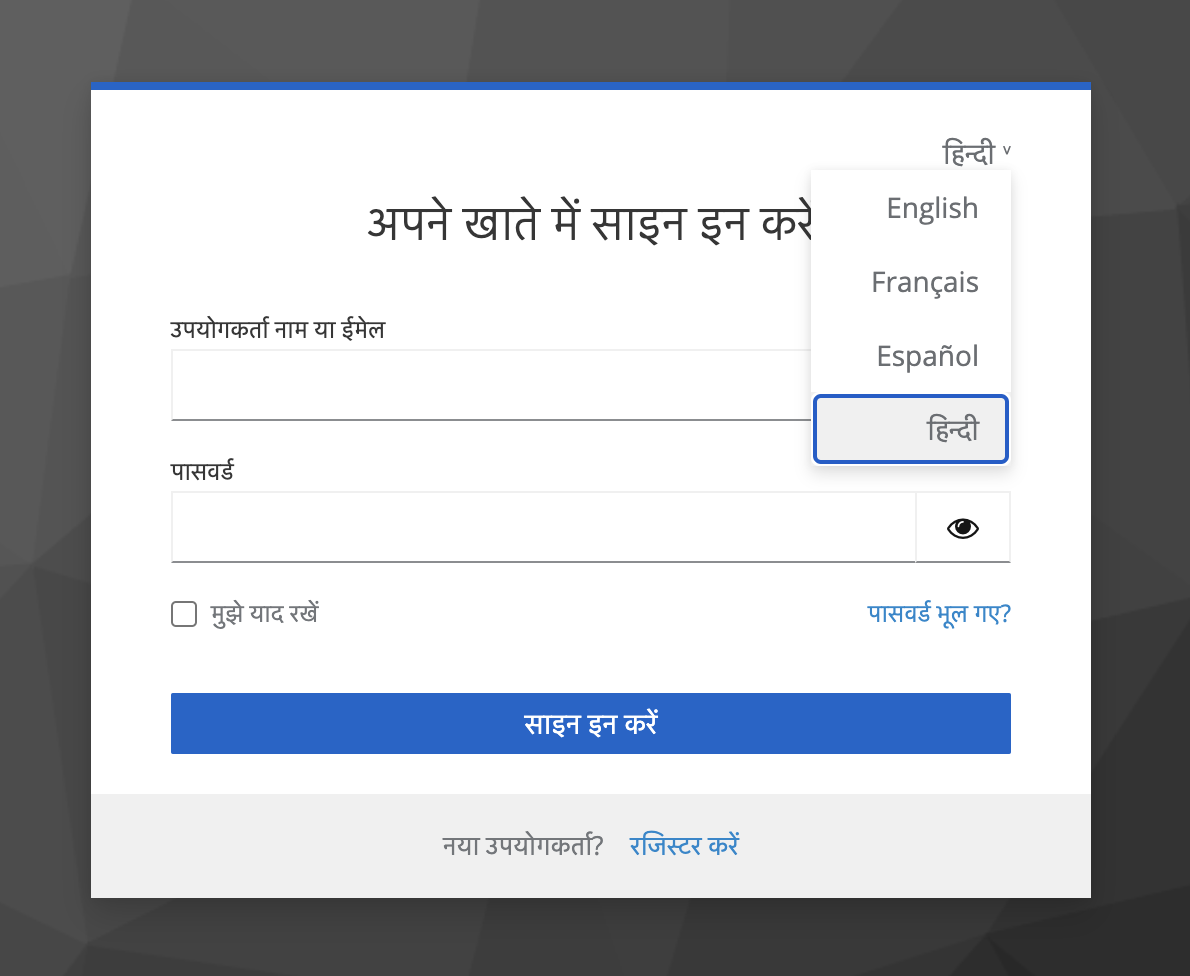 हिन्दी ˅
English
अपने खाते में साइन इन करें
Français
उपयोगकर्ता नाम या ईमेल
Español
हिन्दी
पासवर्ड
मुझे याद रखें
पासवर्ड भूल गए?
साइन इन करें
नया उपयोगकर्ता? रजिस्टर करें